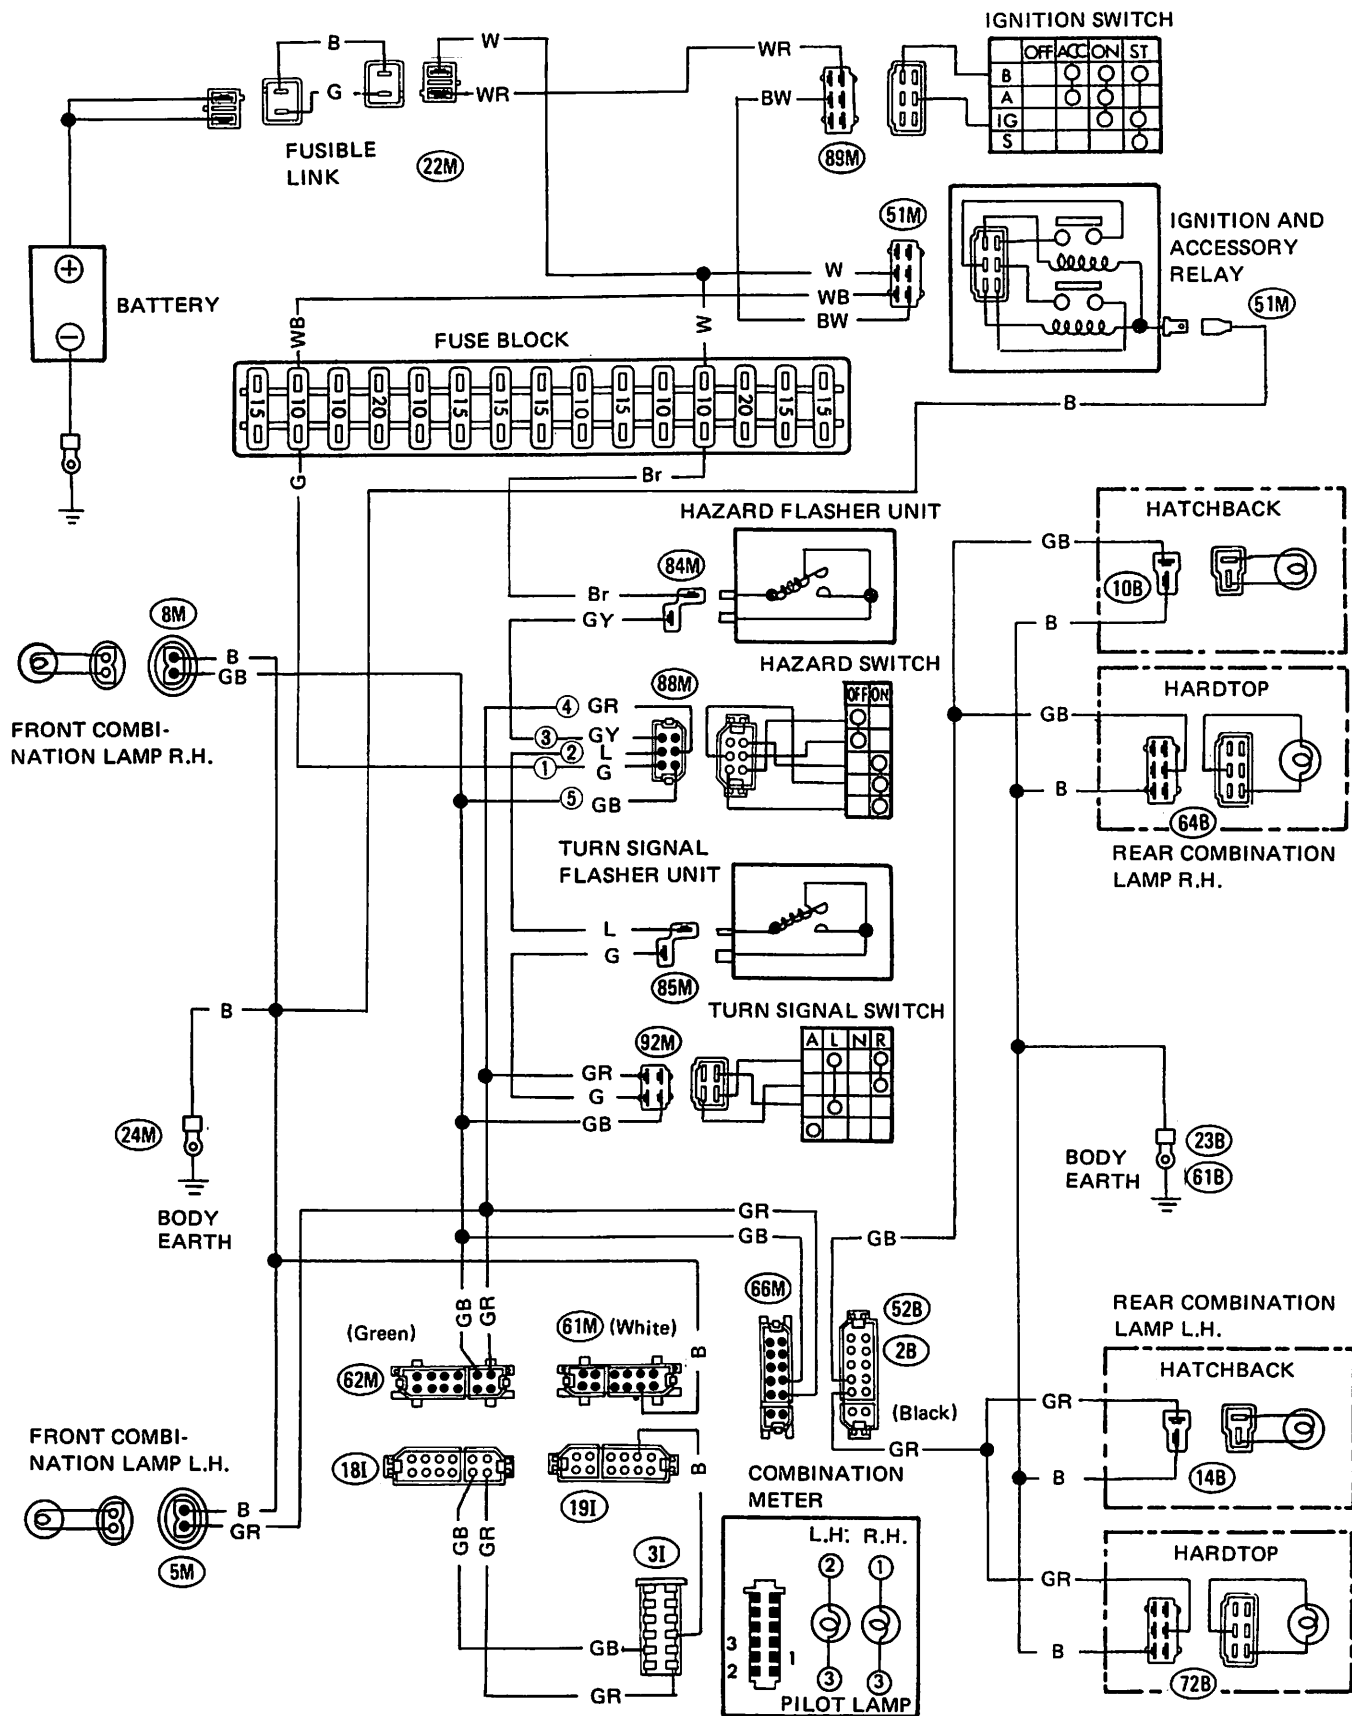 IGNITION SWITCH
OFF ACC ON ST
B
A
IG
S
B
W
WR
G
WR
BW
FUSIBLE
LINK
22M
89M
51M
IGNITION AND
ACCESSORY
RELAY
51M
+
BATTERY
−
W
WB
BW
WB
W
FUSE BLOCK
15 10 10 20 10 15 15 15 10 15 10 10 20 15 15
B
G
Br
HAZARD FLASHER UNIT
84M
Br
GY
HATCHBACK
GB
10B
B
8M
B
GB
FRONT COMBI-
NATION LAMP R.H.
HAZARD SWITCH
88M
OFF ON
4 GR
3 GY
2 L
1 G
5 GB
HARDTOP
GB
B
64B
REAR COMBINATION
LAMP R.H.
TURN SIGNAL
FLASHER UNIT
L
G
85M
TURN SIGNAL SWITCH
B
92M
A L N R
GR
G
GB
24M
BODY
EARTH
BODY
EARTH
23B
61B
GR
GB
GB
66M
52B
2B
(Black)
GR
(Green)
62M
GB
GR
61M (White)
B
REAR COMBINATION
LAMP L.H.
HATCHBACK
GR
B
14B
FRONT COMBI-
NATION LAMP L.H.
B
GR
5M
18I
19I
GB
GR
B
3I
GB
GR
COMBINATION
METER
L.H: R.H.
2 1
3
2
1
3 3
PILOT LAMP
HARDTOP
GR
B
72B